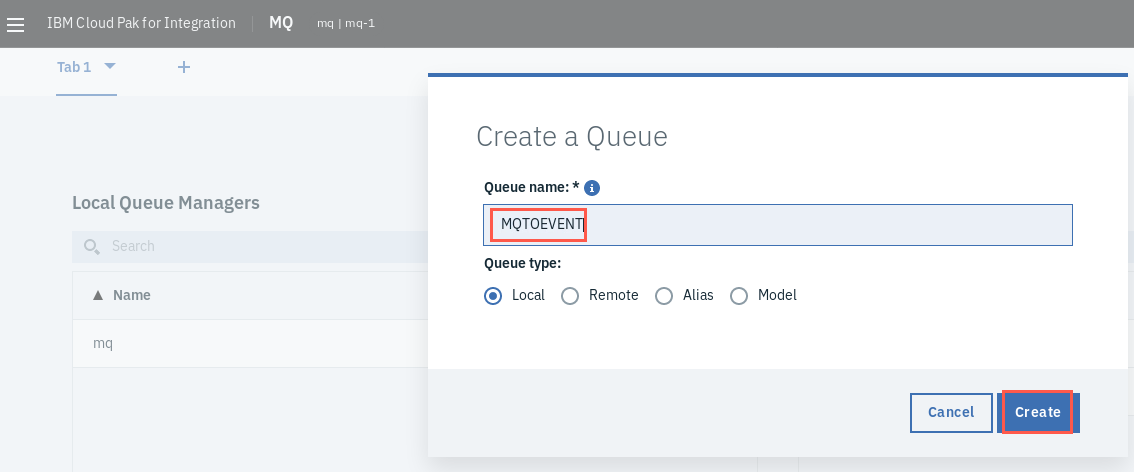 IBM Cloud Pak for Integration MQ mq | mq-1
Tab 1
Create a Queue
Queue name: *
MQTOEVENT
Queue type:
Local Remote Alias Model
Cancel Create
Local Queue Managers
Search
Name
mq